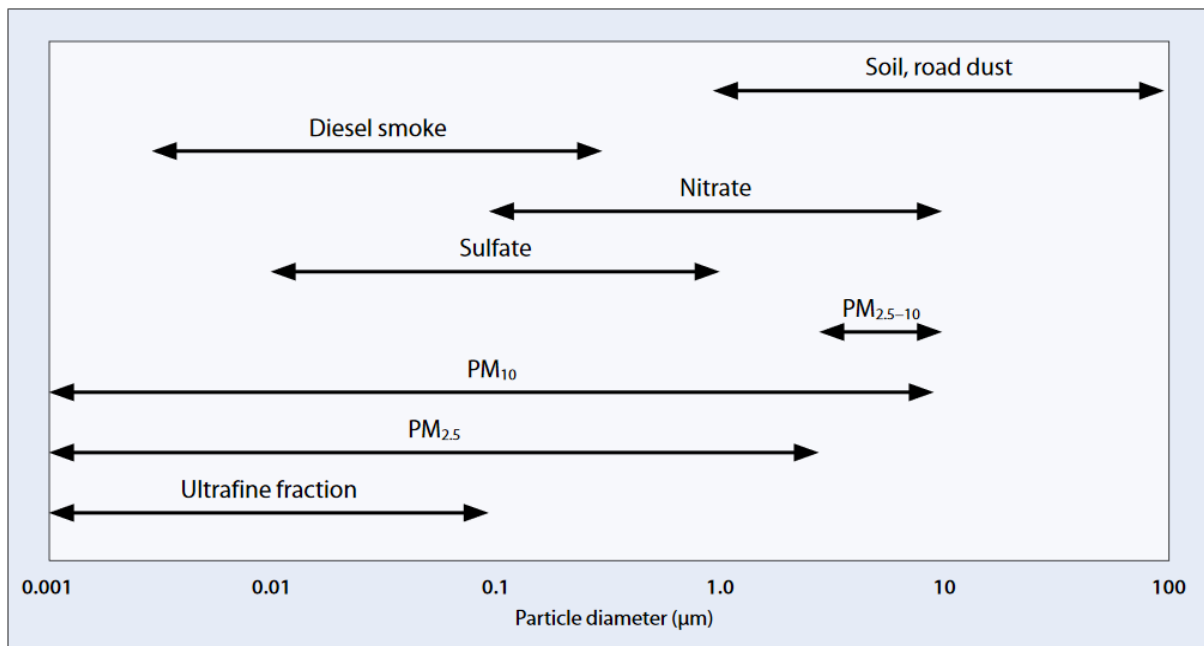 Soil, road dust
Diesel smoke
Nitrate
Sulfate
PM₂.₅₋₁₀
PM₁₀
PM₂.₅
Ultrafine fraction
0.001 0.01 0.1 1.0 10 100
Particle diameter (µm)